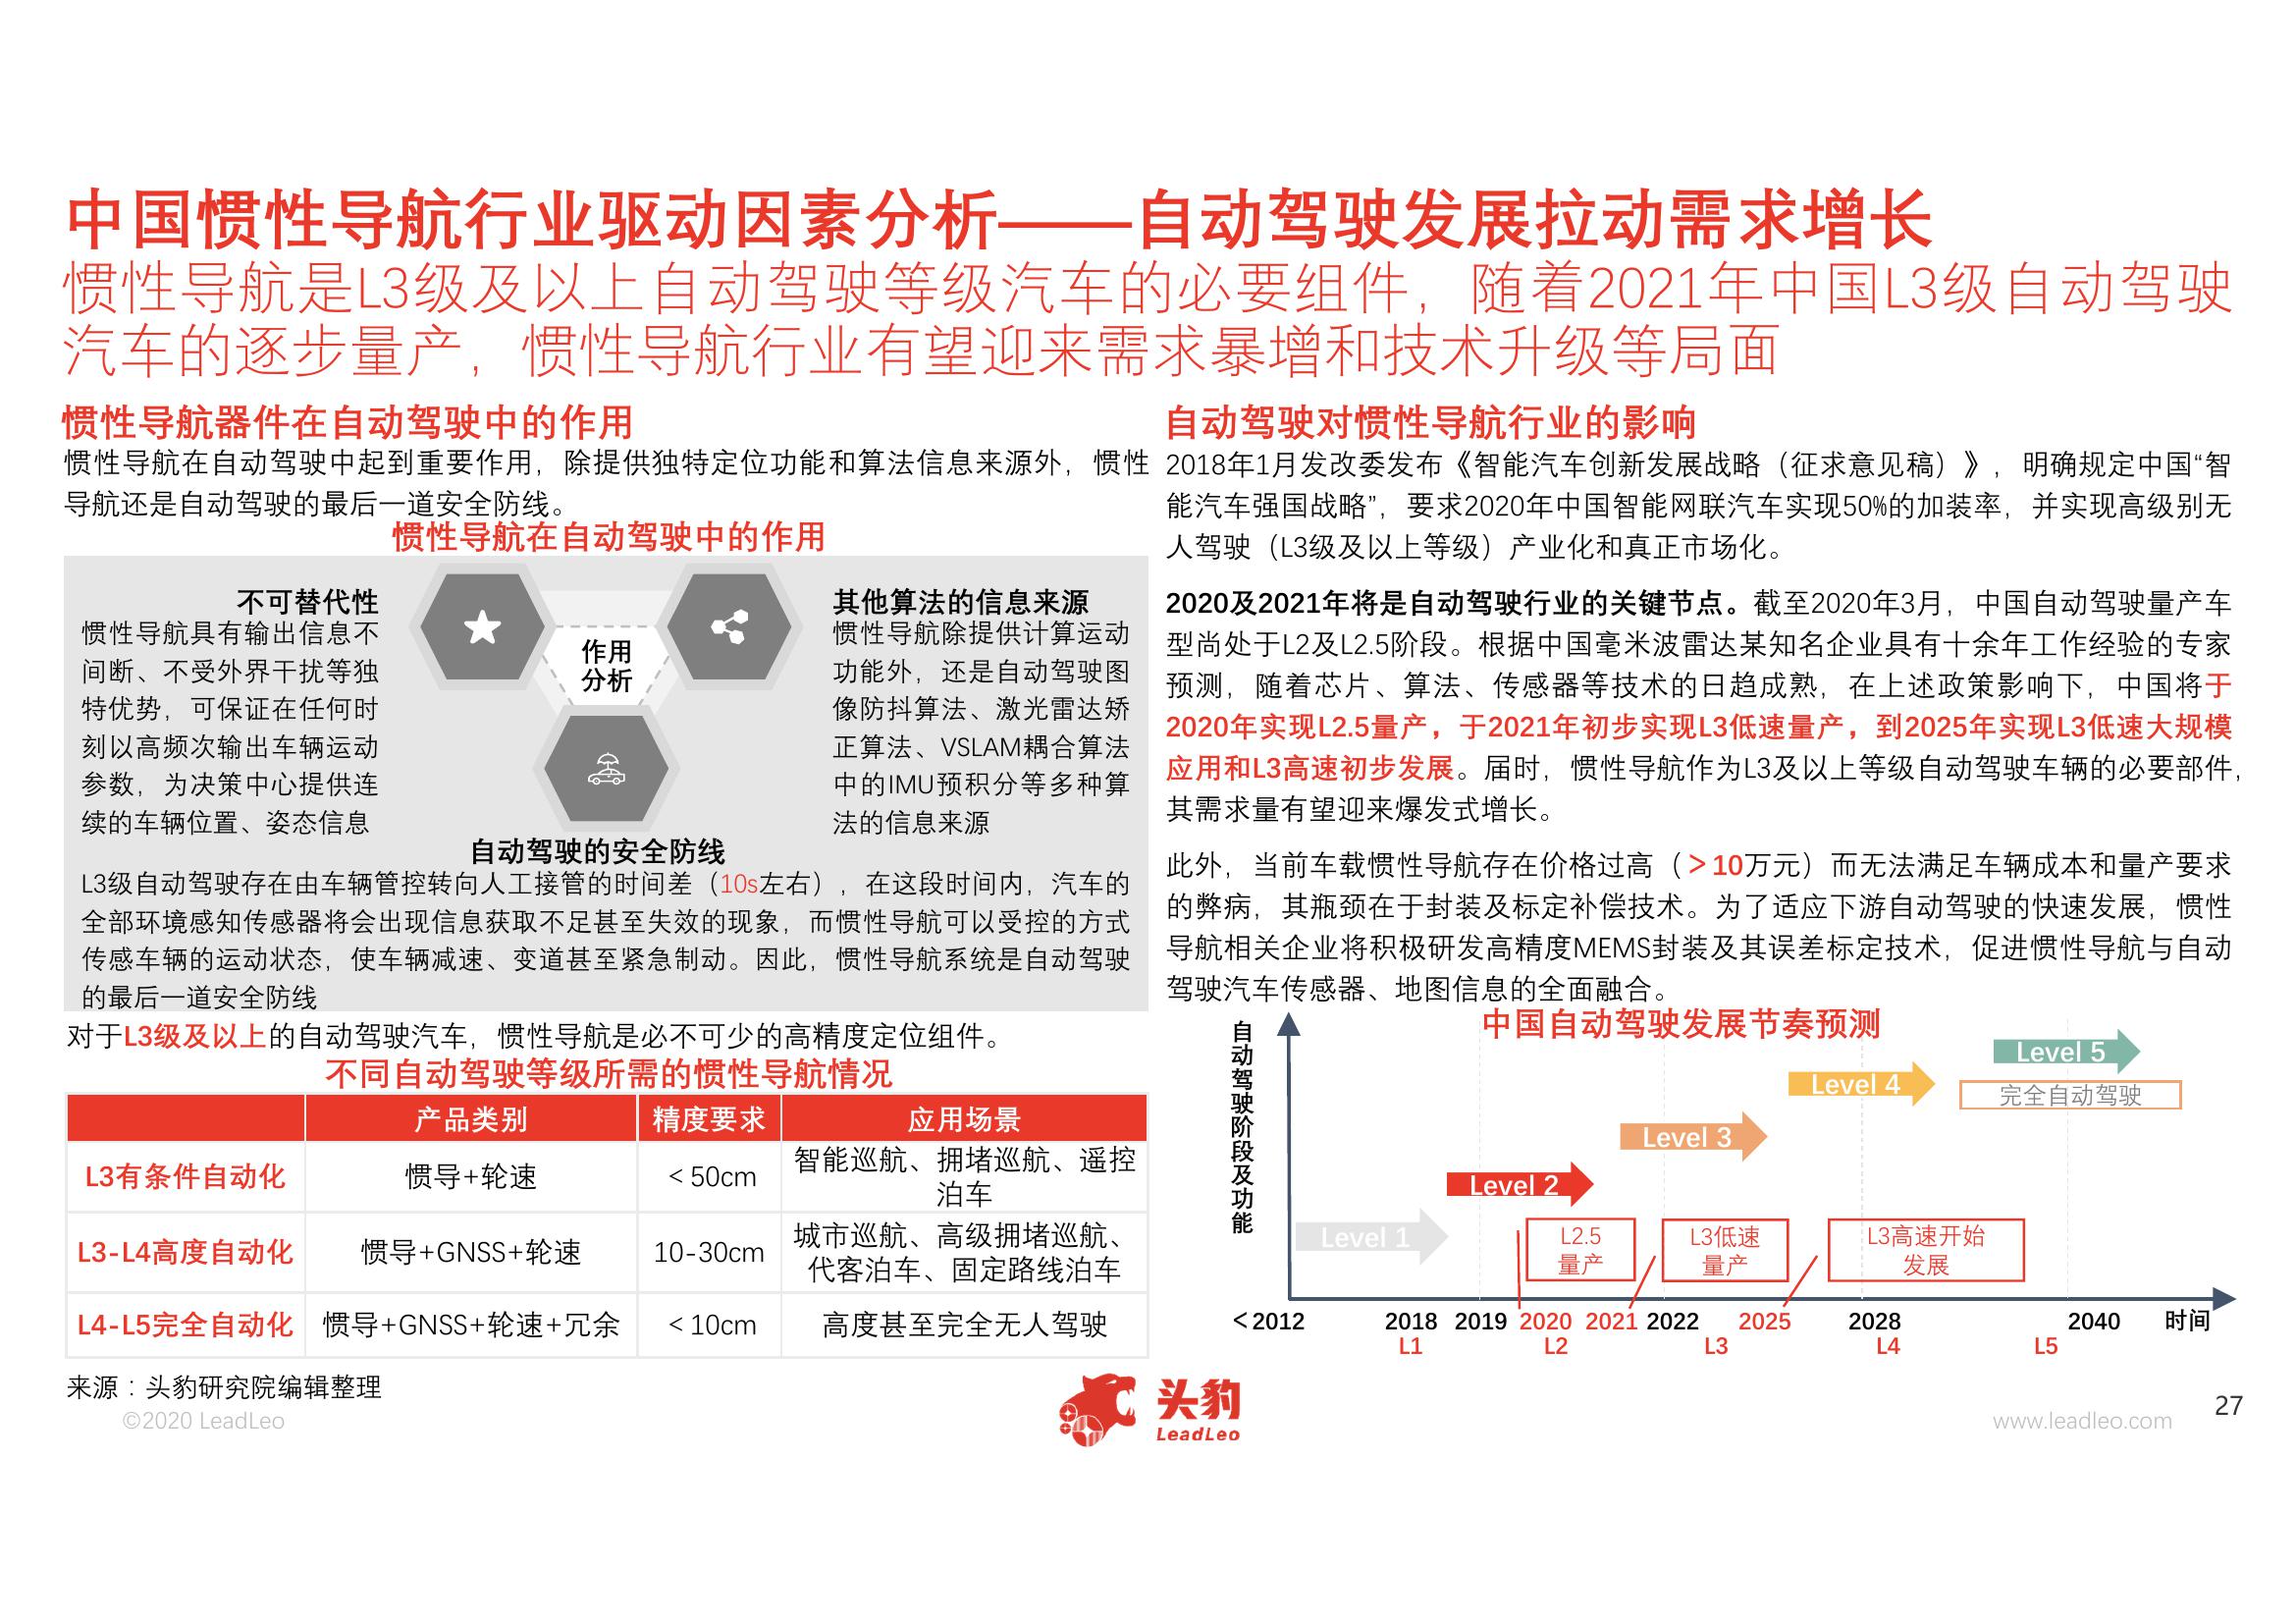 中国惯性导航行业驱动因素分析——自动驾驶发展拉动需求增长
惯性导航是L3级及以上自动驾驶等级汽车的必要组件，随着2021年中国L3级自动驾驶
汽车的逐步量产，惯性导航行业有望迎来需求暴增和技术升级等局面
惯性导航器件在自动驾驶中的作用
惯性导航在自动驾驶中起到重要作用，除提供独特定位功能和算法信息来源外，惯性
导航还是自动驾驶的最后一道安全防线。
惯性导航在自动驾驶中的作用
不可替代性
惯性导航具有输出信息不
间断、不受外界干扰等独
特优势，可保证在任何时
刻以高频次输出车辆运动
参数，为决策中心提供连
续的车辆位置、姿态信息
作用
分析
其他算法的信息来源
惯性导航除提供计算运动
功能外，还是自动驾驶图
像防抖算法、激光雷达矫
正算法、VSLAM耦合算法
中的IMU预积分等多种算
法的信息来源
自动驾驶的安全防线
L3级自动驾驶存在由车辆管控转向人工接管的时间差（10s左右），在这段时间内，汽车的
全部环境感知传感器将会出现信息获取不足甚至失效的现象，而惯性导航可以受控的方式
传感车辆的运动状态，使车辆减速、变道甚至紧急制动。因此，惯性导航系统是自动驾驶
的最后一道安全防线
对于L3级及以上的自动驾驶汽车，惯性导航是必不可少的高精度定位组件。
不同自动驾驶等级所需的惯性导航情况
产品类别 精度要求 应用场景
L3有条件自动化 惯导+轮速 ＜50cm 智能巡航、拥堵巡航、遥控
泊车
L3-L4高度自动化 惯导+GNSS+轮速 10-30cm 城市巡航、高级拥堵巡航、
代客泊车、固定路线泊车
L4-L5完全自动化 惯导+GNSS+轮速+冗余 ＜10cm 高度甚至完全无人驾驶
来源：头豹研究院编辑整理
©2020 LeadLeo
自动驾驶对惯性导航行业的影响
2018年1月发改委发布《智能汽车创新发展战略（征求意见稿）》，明确规定中国“智
能汽车强国战略”，要求2020年中国智能网联汽车实现50%的加装率，并实现高级别无
人驾驶（L3级及以上等级）产业化和真正市场化。
2020及2021年将是自动驾驶行业的关键节点。截至2020年3月，中国自动驾驶量产车
型尚处于L2及L2.5阶段。根据中国毫米波雷达某知名企业具有十余年工作经验的专家
预测，随着芯片、算法、传感器等技术的日趋成熟，在上述政策影响下，中国将于
2020年实现L2.5量产，于2021年初步实现L3低速量产，到2025年实现L3低速大规模
应用和L3高速初步发展。届时，惯性导航作为L3及以上等级自动驾驶车辆的必要部件，
其需求量有望迎来爆发式增长。
此外，当前车载惯性导航存在价格过高（＞10万元）而无法满足车辆成本和量产要求
的弊病，其瓶颈在于封装及标定补偿技术。为了适应下游自动驾驶的快速发展，惯性
导航相关企业将积极研发高精度MEMS封装及其误差标定技术，促进惯性导航与自动
驾驶汽车传感器、地图信息的全面融合。
中国自动驾驶发展节奏预测
自动驾驶阶段及功能
Level 5
Level 4
完全自动驾驶
Level 3
Level 2
Level 1
L2.5
量产
L3低速
量产
L3高速开始
发展
＜2012 2018 2019 2020 2021 2022 2025 2028 2040 时间
L1 L2 L3 L4 L5
头豹
LeadLeo
www.leadleo.com
27